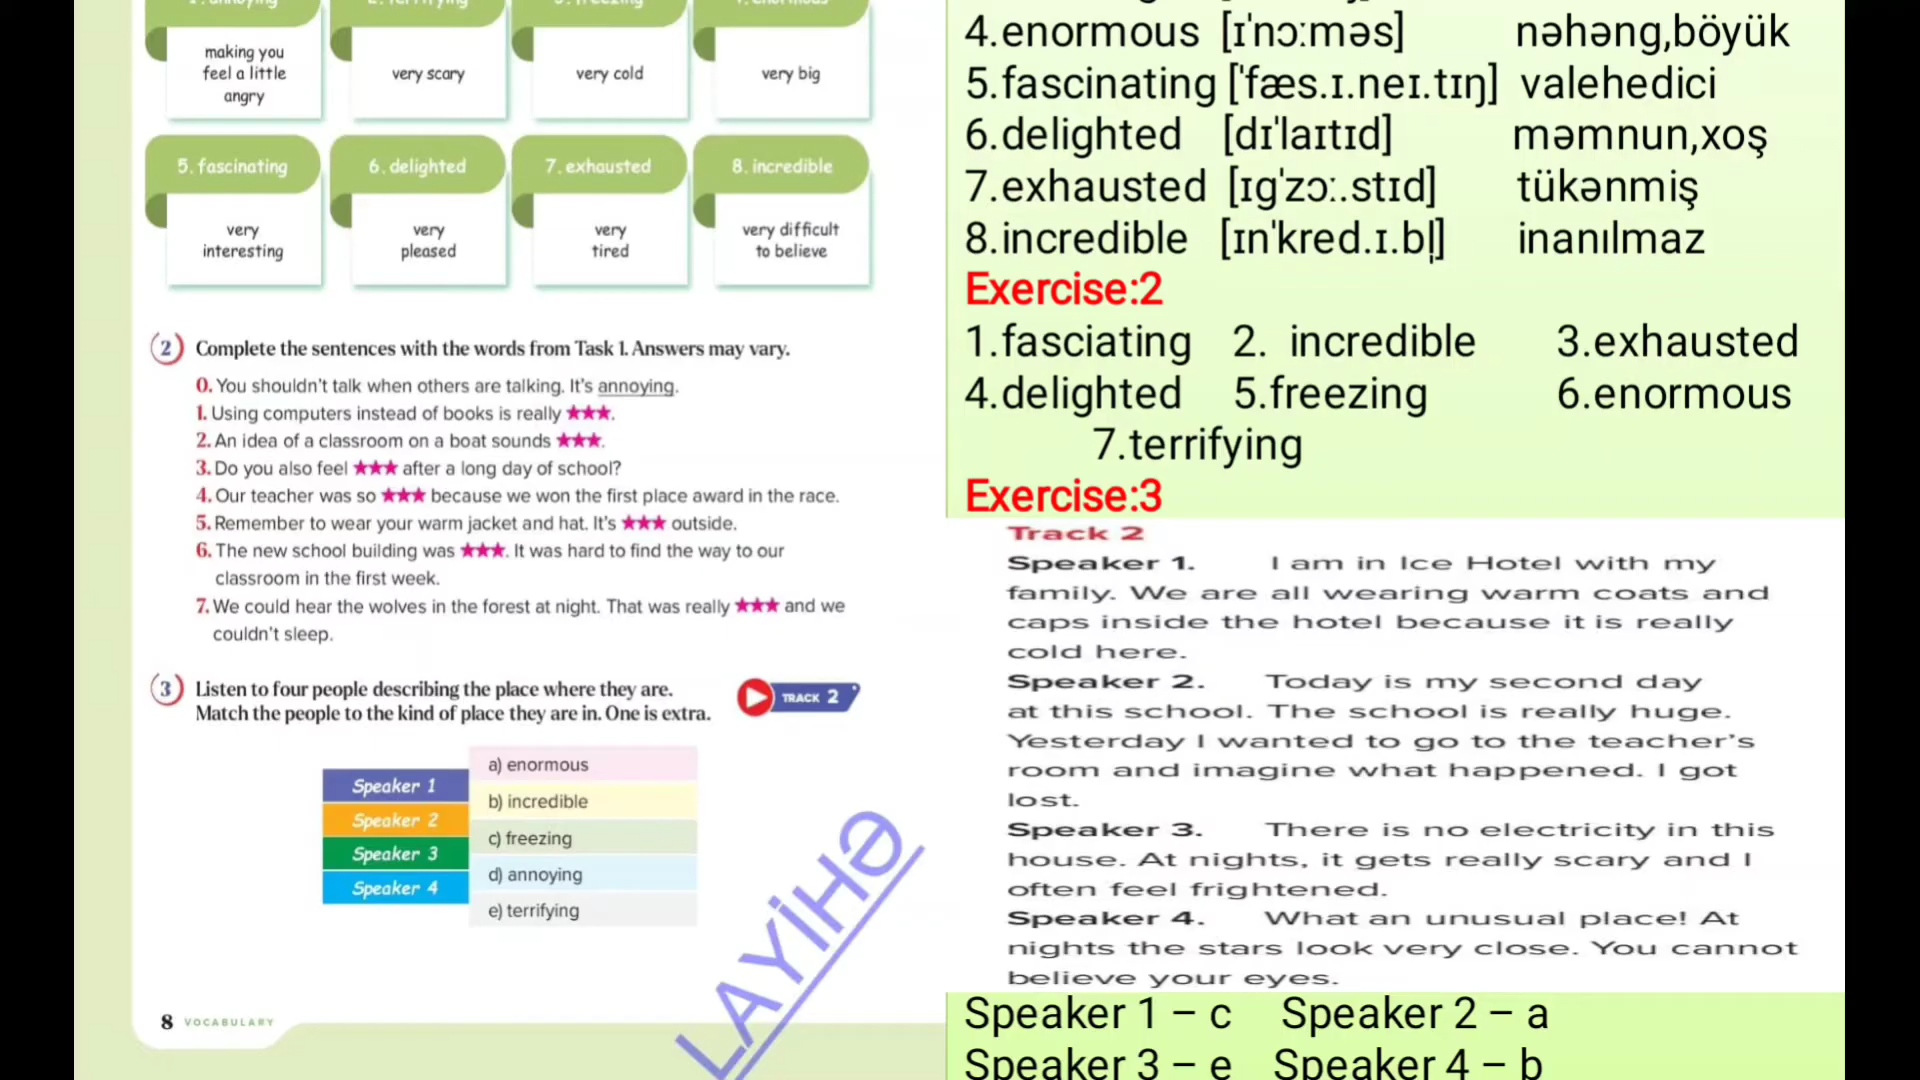 making you
feel a little
angry
very scary
very cold
very big
5. fascinating
6. delighted
7. exhausted
8. incredible
very
interesting
very
pleased
very
tired
very difficult
to believe
2 Complete the sentences with the words from Task 1. Answers may vary.
0. You shouldn't talk when others are talking. It's annoying.
1. Using computers instead of books is really ★★★.
2. An idea of a classroom on a boat sounds ★★★.
3. Do you also feel ★★★ after a long day of school?
4. Our teacher was so ★★★ because we won the first place award in the race.
5. Remember to wear your warm jacket and hat. It's ★★★ outside.
6. The new school building was ★★★. It was hard to find the way to our
classroom in the first week.
7. We could hear the wolves in the forest at night. That was really ★★★ and we
couldn't sleep.
3 Listen to four people describing the place where they are.
Match the people to the kind of place they are in. One is extra.
TRACK 2
Speaker 1
Speaker 2
Speaker 3
Speaker 4
a) enormous
b) incredible
c) freezing
d) annoying
e) terrifying
LAYİHƏ
8 VOCABULARY
4.enormous [ɪˈnɔːməs] nəhəng,böyük
5.fascinating [ˈfæs.ɪ.neɪ.tɪŋ] valehedici
6.delighted [dɪˈlaɪtɪd] məmnun,xoş
7.exhausted [ɪgˈzɔː.stɪd] tükənmiş
8.incredible [ɪnˈkred.ɪ.bl̩] inanılmaz
Exercise:2
1.fasciating 2. incredible 3.exhausted
4.delighted 5.freezing 6.enormous
7.terrifying
Exercise:3
Track 2
Speaker 1. I am in Ice Hotel with my
family. We are all wearing warm coats and
caps inside the hotel because it is really
cold here.
Speaker 2. Today is my second day
at this school. The school is really huge.
Yesterday I wanted to go to the teacher's
room and imagine what happened. I got
lost.
Speaker 3. There is no electricity in this
house. At nights, it gets really scary and I
often feel frightened.
Speaker 4. What an unusual place! At
nights the stars look very close. You cannot
believe your eyes.
Speaker 1 – c Speaker 2 – a
Speaker 3 – e Speaker 4 – b